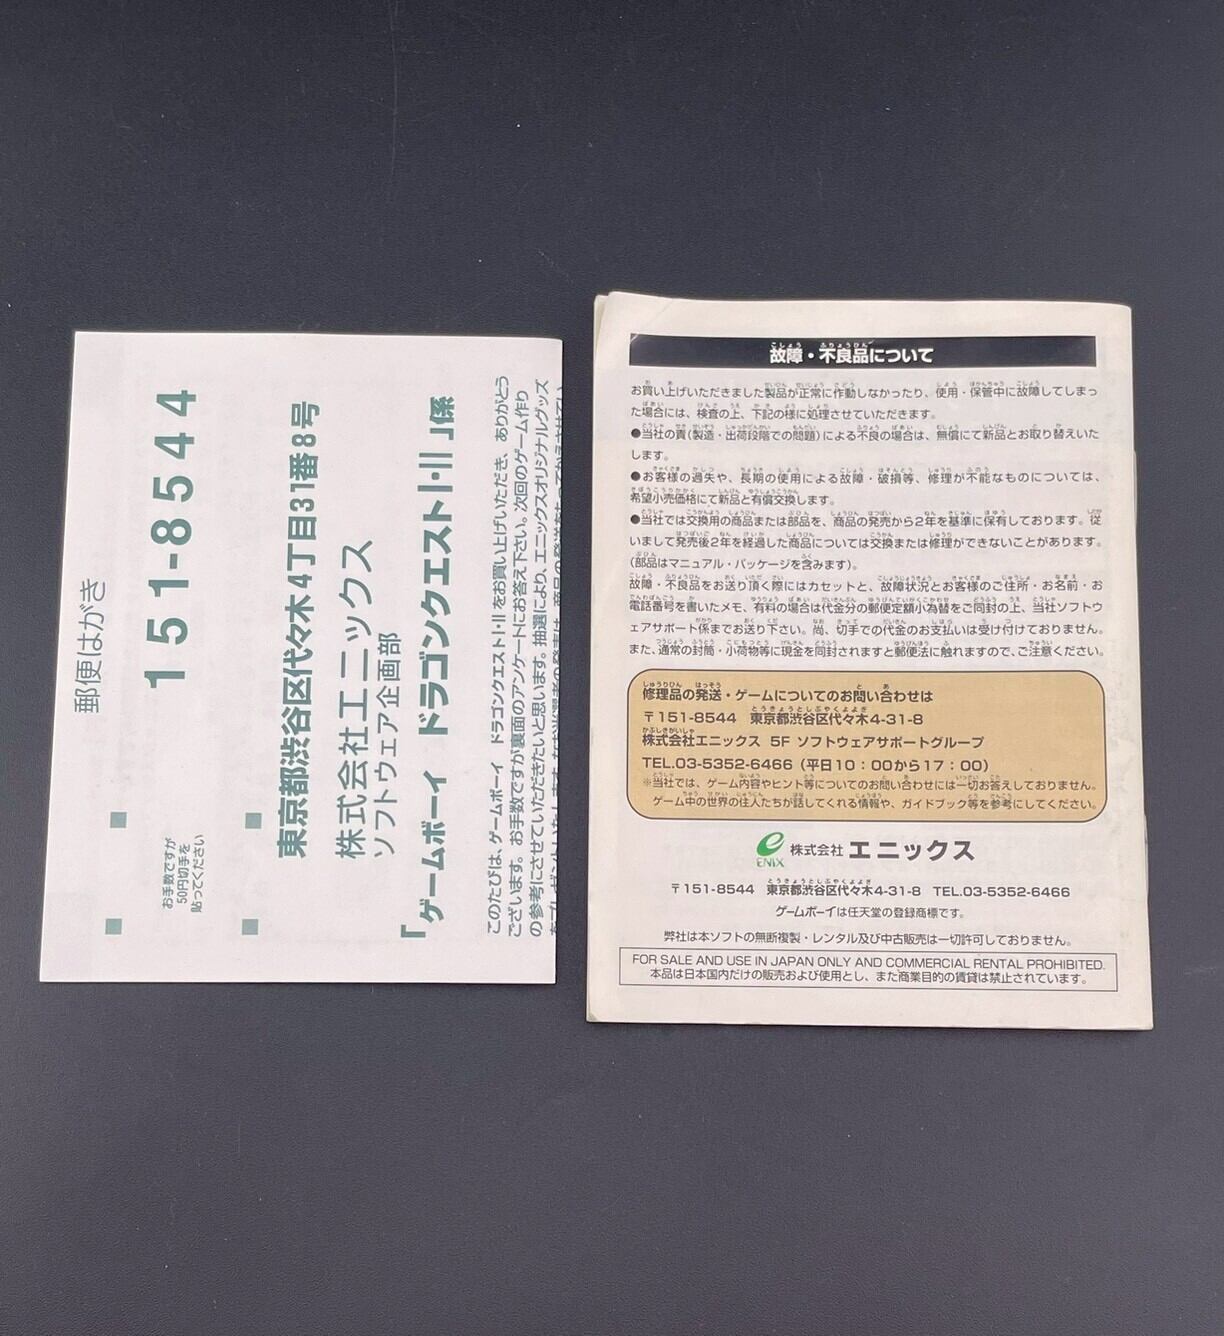 郵便はがき
151-8544
お手数ですが
50円切手を
貼ってください
東京都渋谷区代々木4丁目31番8号
株式会社エニックス
ソフトウェア企画部
「ゲームボーイ ドラゴンクエストI・II」係
このたびは、ゲームボーイ ドラゴンクエストI・IIをお買い上げいただき、ありがとう
ございます。お手数ですが裏面のアンケートにお答え下さい。次回のゲーム作り
の参考にさせていただきたいと思います。抽選により、エニックスオリジナルグッズ
故障・不良品について
お買い上げいただきました製品が正常に作動しなかったり、使用・保管中に故障してしまっ
た場合には、検査の上、下記の様に処理させていただきます。
●当社の責(製造・出荷段階での問題)による不良の場合は、無償にて新品とお取り替えいた
します。
●お客様の過失や、長期の使用による故障・破損等、修理が不能なものについては、
希望小売価格にて新品と有償交換します。
●当社では交換用の商品または部品を、商品の発売から2年を基準に保有しております。従
いまして発売後2年を経過した商品については交換または修理ができないことがあります。
(部品はマニュアル・パッケージを含みます)。
故障・不良品をお送り頂く際にはカセットと、故障状況とお客様のご住所・お名前・お
電話番号を書いたメモ、有料の場合は代金分の郵便定額小為替をご同封の上、当社ソフトウ
ェアサポート係までお送り下さい。尚、切手での代金のお支払いは受け付けておりません。
また、通常の封筒・小荷物等に現金を同封されますと郵便法に触れますので、ご注意ください。
修理品の発送・ゲームについてのお問い合わせは
〒151-8544 東京都渋谷区代々木4-31-8
株式会社エニックス 5F ソフトウェアサポートグループ
TEL.03-5352-6466(平日10:00から17:00)
※当社では、ゲーム内容やヒント等についてのお問い合わせには一切お答えしておりません。
ゲーム中の世界の住人たちが話してくれる情報や、ガイドブック等を参考にしてください。
ENIX 株式会社 エニックス
〒151-8544 東京都渋谷区代々木4-31-8 TEL.03-5352-6466
ゲームボーイは任天堂の登録商標です。
弊社は本ソフトの無断複製・レンタル及び中古販売は一切許可しておりません。
FOR SALE AND USE IN JAPAN ONLY AND COMMERCIAL RENTAL PROHIBITED.
本品は日本国内だけの販売および使用とし、また商業目的の賃貸は禁止されています。